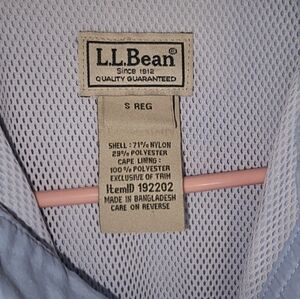 L.L.Bean®
Since 1912
QUALITY GUARANTEED
S REG
SHELL: 71% NYLON
29% POLYESTER
CAPE LINING:
100% POLYESTER
EXCLUSIVE OF TRIM
ItemID 192202
MADE IN BANGLADESH
CARE ON REVERSE